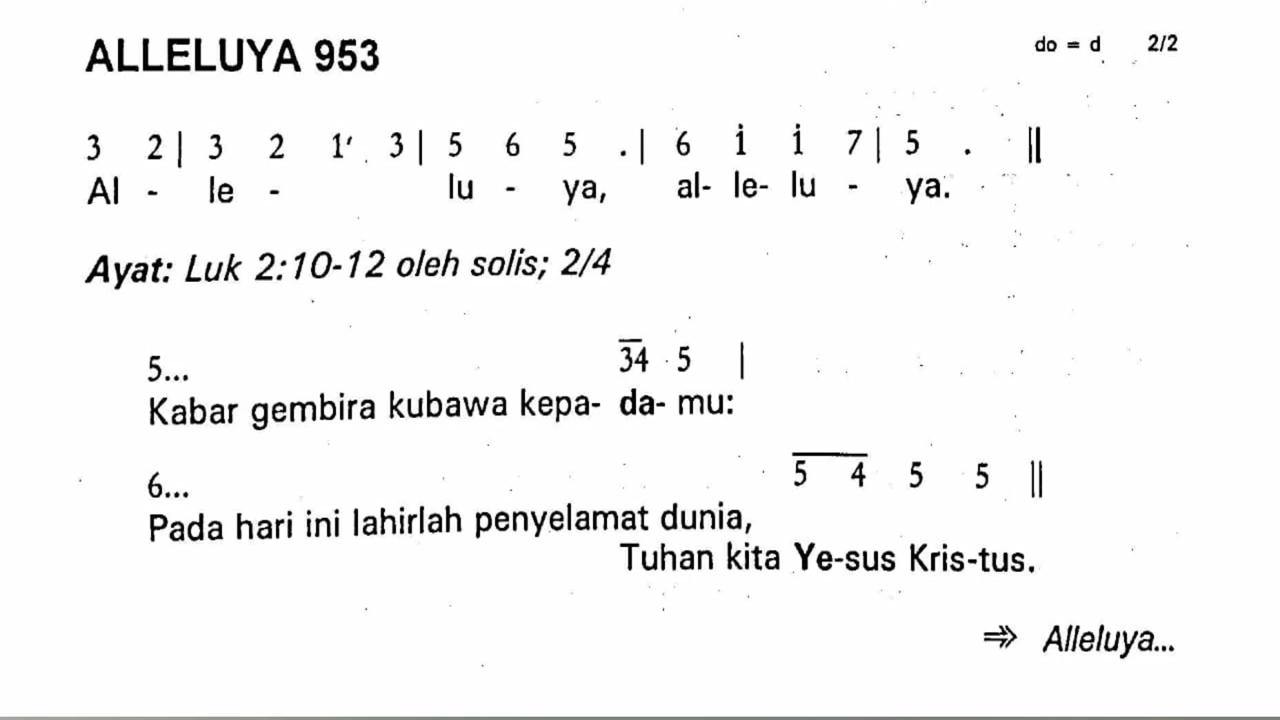 ALLELUYA 953 do = d 2/2
3 2 | 3 2 1' 3 | 5 6 5 . | 6 i i 7 | 5 . ||
Al - le - lu - ya, al- le- lu - ya.
Ayat: Luk 2:10-12 oleh solis; 2/4
5... 34 5 |
Kabar gembira kubawa kepa- da- mu:
6... 5 4 5 5 ||
Pada hari ini lahirlah penyelamat dunia,
Tuhan kita Ye-sus Kris-tus.
⇒ Alleluya...